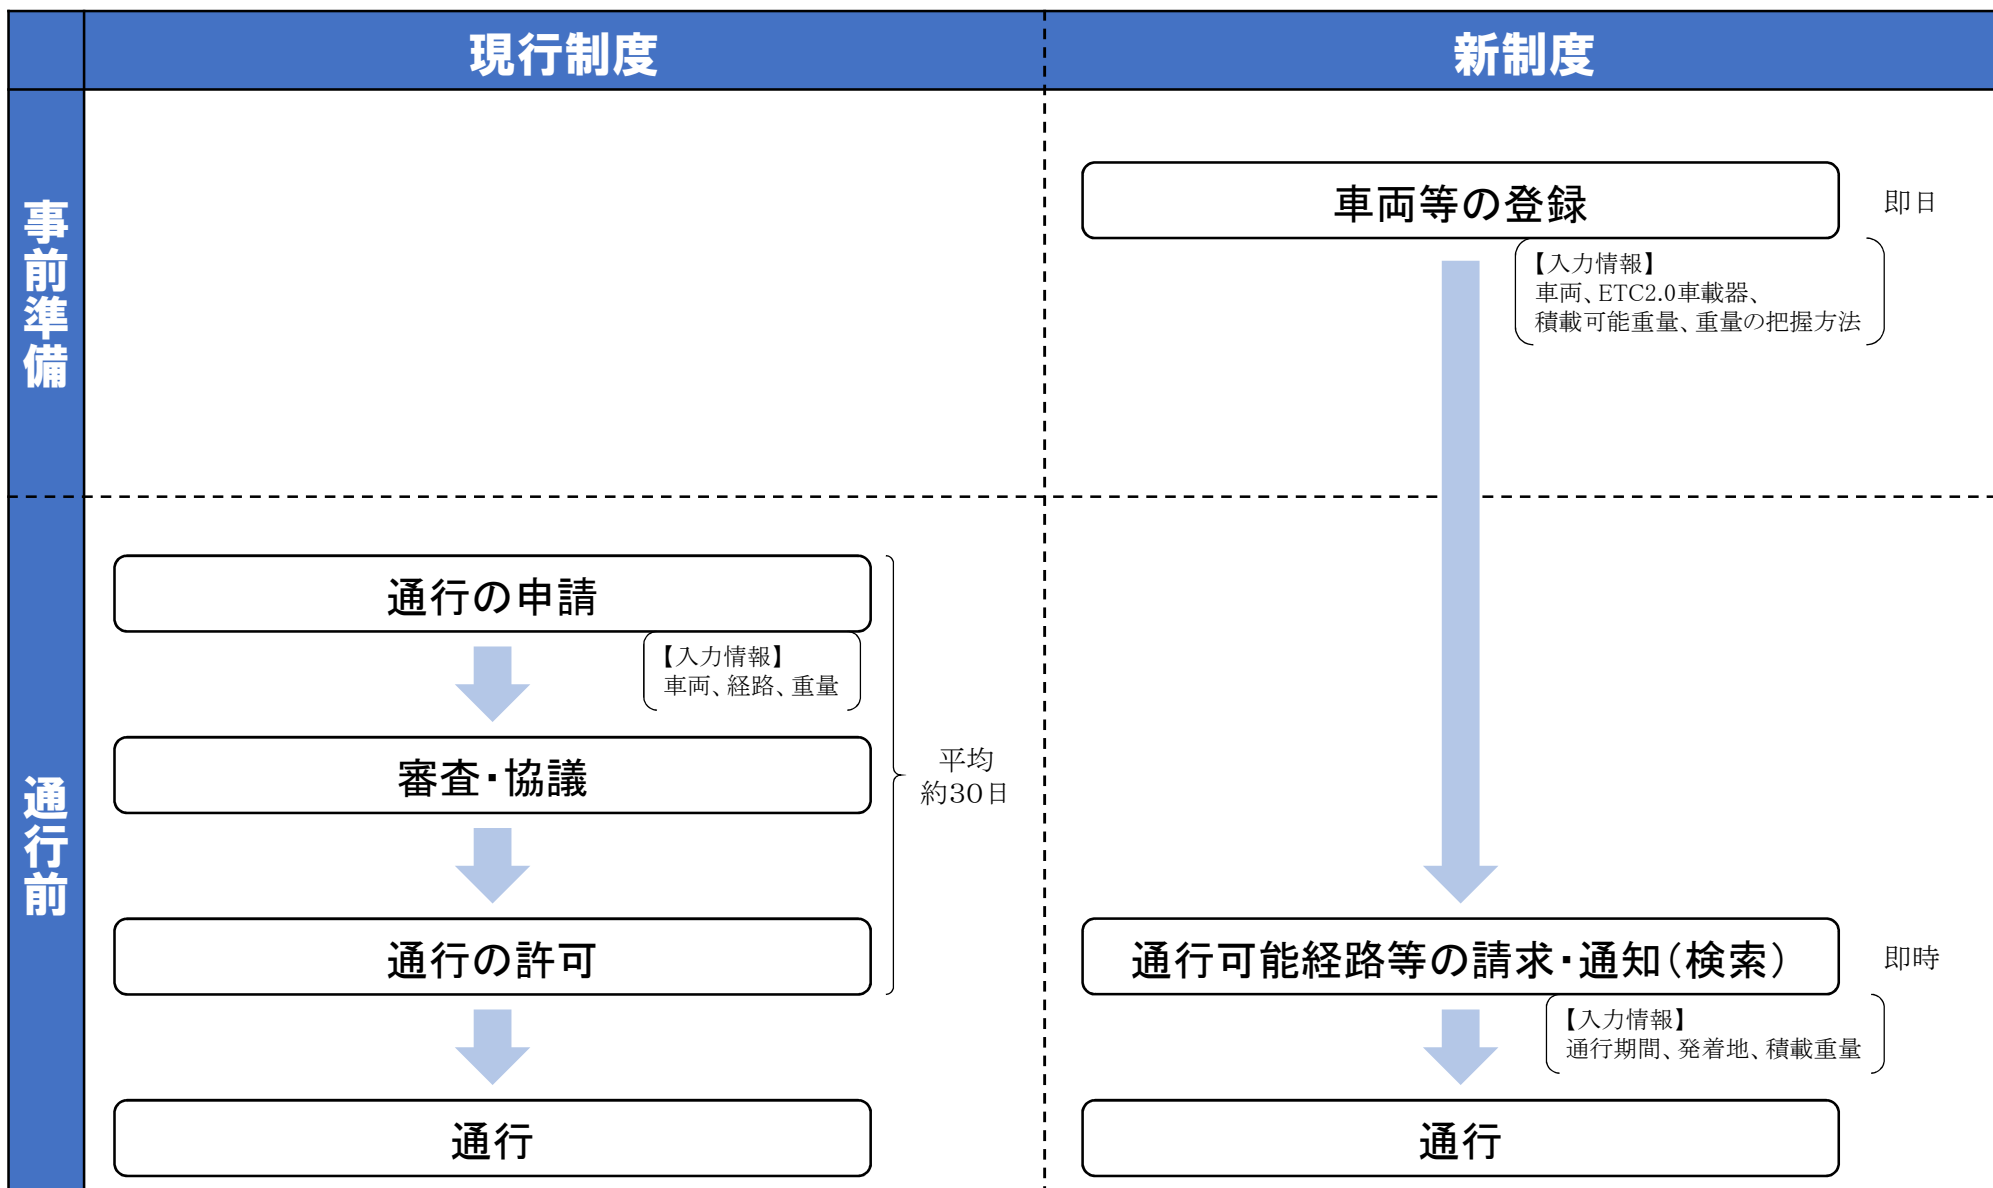 現行制度
新制度
事前準備
車両等の登録
即日
【入力情報】
車両、ETC2.0車載器、
積載可能重量、重量の把握方法
通行前
通行の申請
【入力情報】
車両、経路、重量
審査・協議
平均
約30日
通行の許可
通行
通行可能経路等の請求・通知(検索)
即時
【入力情報】
通行期間、発着地、積載重量
通行